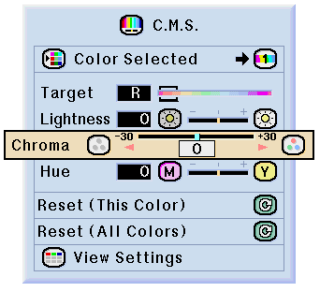 C.M.S.
Color Selected 1
Target R
Lightness 0 - +
Chroma -30 0 +30
Hue 0 M Y
Reset (This Color)
Reset (All Colors)
View Settings